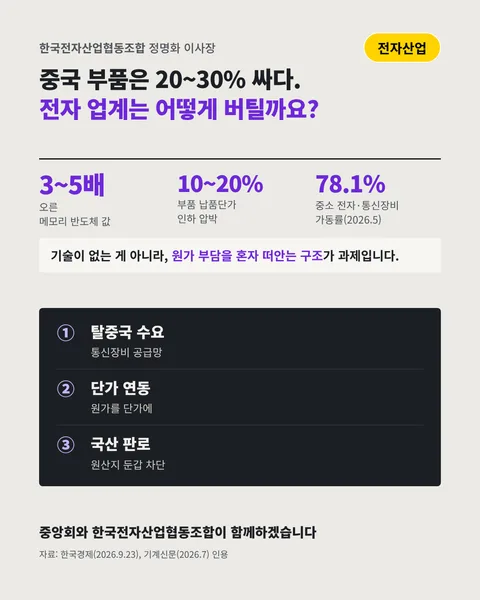 한국전자산업협동조합 정명화 이사장
전자산업
중국 부품은 20~30% 싸다.
전자 업계는 어떻게 버틸까요?
3~5배
오른
메모리 반도체 값
10~20%
부품 납품단가
인하 압박
78.1%
중소 전자·통신장비
가동률(2026.5)
기술이 없는 게 아니라, 원가 부담을 혼자 떠안는 구조가 과제입니다.
1 탈중국 수요
통신장비 공급망
2 단가 연동
원가를 단가에
3 국산 판로
원산지 둔갑 차단
중앙회와 한국전자산업협동조합이 함께하겠습니다
자료: 한국경제(2026.9.23), 기계신문(2026.7) 인용